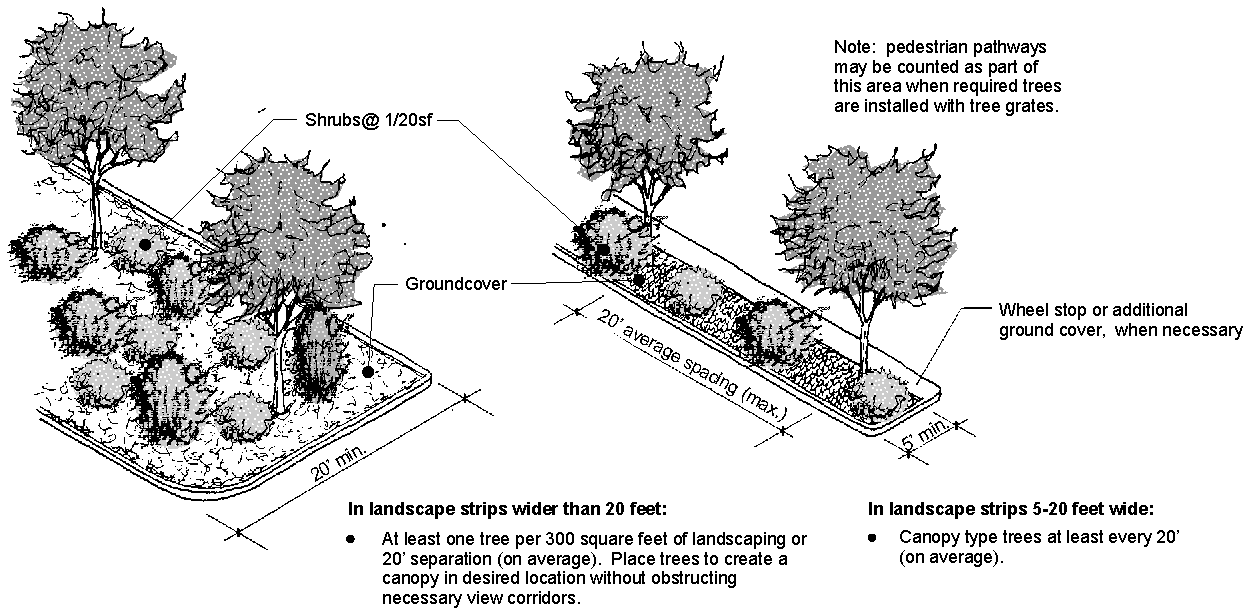 Note: pedestrian pathways
may be counted as part of
this area when required trees
are installed with tree grates.
Shrubs@ 1/20sf
Groundcover
Wheel stop or additional
ground cover, when necessary
20' average spacing (max.)
5' min.
20' min.
In landscape strips wider than 20 feet:
● At least one tree per 300 square feet of landscaping or
20' separation (on average). Place trees to create a
canopy in desired location without obstructing
necessary view corridors.
In landscape strips 5-20 feet wide:
● Canopy type trees at least every 20'
(on average).